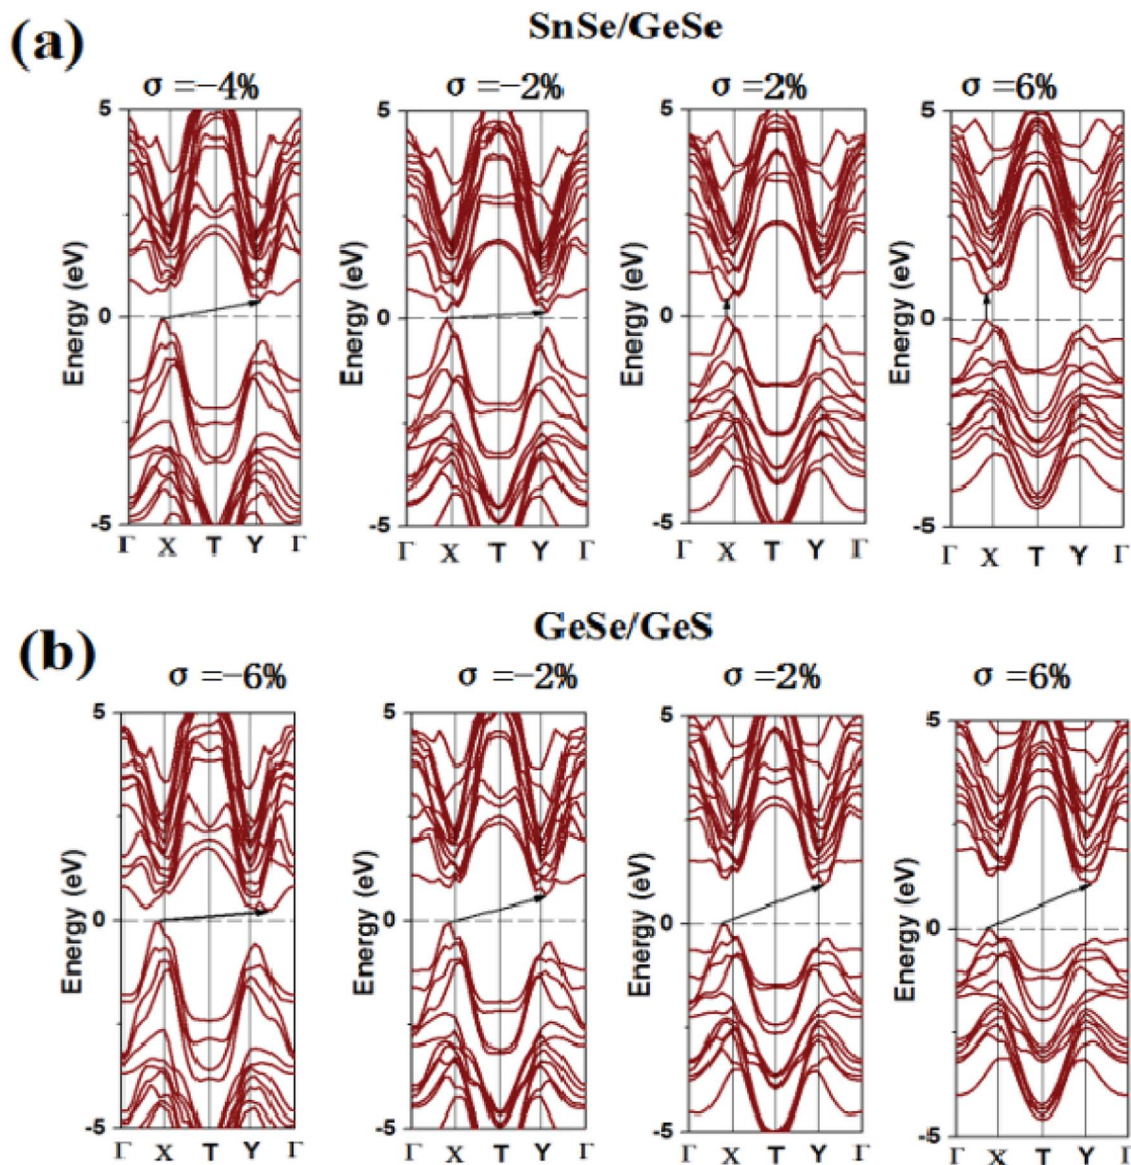 (a)
SnSe/GeSe
σ =-4%
σ =-2%
σ =2%
σ =6%
5
0
-5
Energy (eV)
Γ X T Y Γ
5
0
-5
Energy (eV)
Γ X T Y Γ
5
0
-5
Energy (eV)
Γ X T Y Γ
5
0
-5
Energy (eV)
Γ X T Y Γ
(b)
GeSe/GeS
σ =-6%
σ =-2%
σ =2%
σ =6%
5
0
-5
Energy (eV)
Γ X T Y Γ
5
0
-5
Energy (eV)
Γ X T Y Γ
5
0
-5
Energy (eV)
Γ X T Y Γ
5
0
-5
Energy (eV)
Γ X T Y Γ